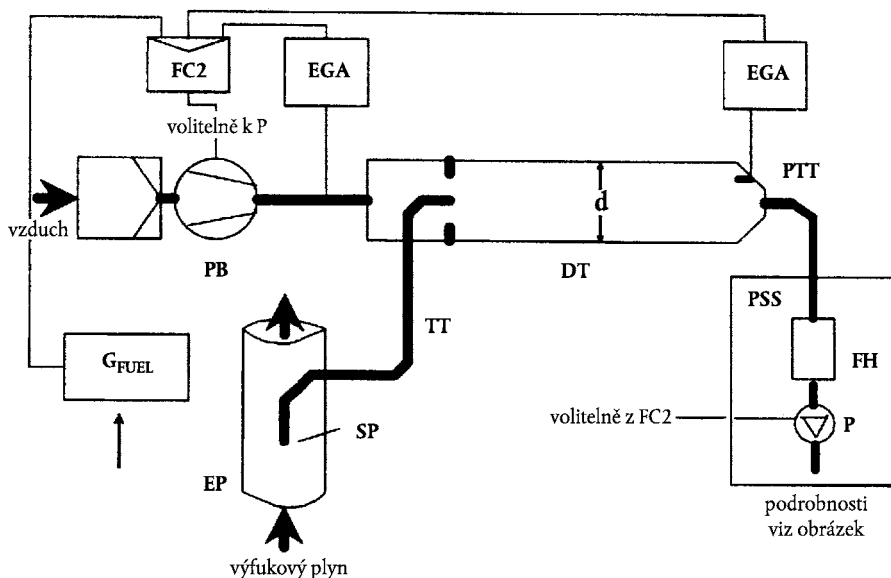 FC2
EGA
EGA
volitelně k P
PTT
vzduch
d
PB
DT
PSS
TT
G_FUEL
FH
volitelně z FC2
P
SP
EP
podrobnosti
viz obrázek
výfukový plyn